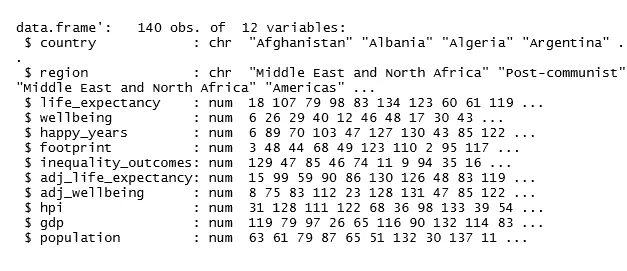 data.frame':   140 obs. of  12 variables:
 $ country            : chr  "Afghanistan" "Albania" "Algeria" "Argentina" .
.
 $ region             : chr  "Middle East and North Africa" "Post-communist"
"Middle East and North Africa" "Americas" ...
 $ life_expectancy    : num  18 107 79 98 83 134 123 60 61 119 ...
 $ wellbeing          : num  6 26 29 40 12 46 48 17 30 43 ...
 $ happy_years        : num  6 89 70 103 47 127 130 43 85 122 ...
 $ footprint          : num  3 48 44 68 49 123 110 2 95 117 ...
 $ inequality_outcomes: num  129 47 85 46 74 11 9 94 35 16 ...
 $ adj_life_expectancy: num  15 99 59 90 86 130 126 48 83 119 ...
 $ adj_wellbeing      : num  8 75 83 112 23 128 131 47 85 122 ...
 $ hpi                : num  31 128 111 122 68 36 98 133 39 54 ...
 $ gdp                : num  119 79 97 26 65 116 90 132 114 83 ...
 $ population         : num  63 61 79 87 65 51 132 30 137 11 ...